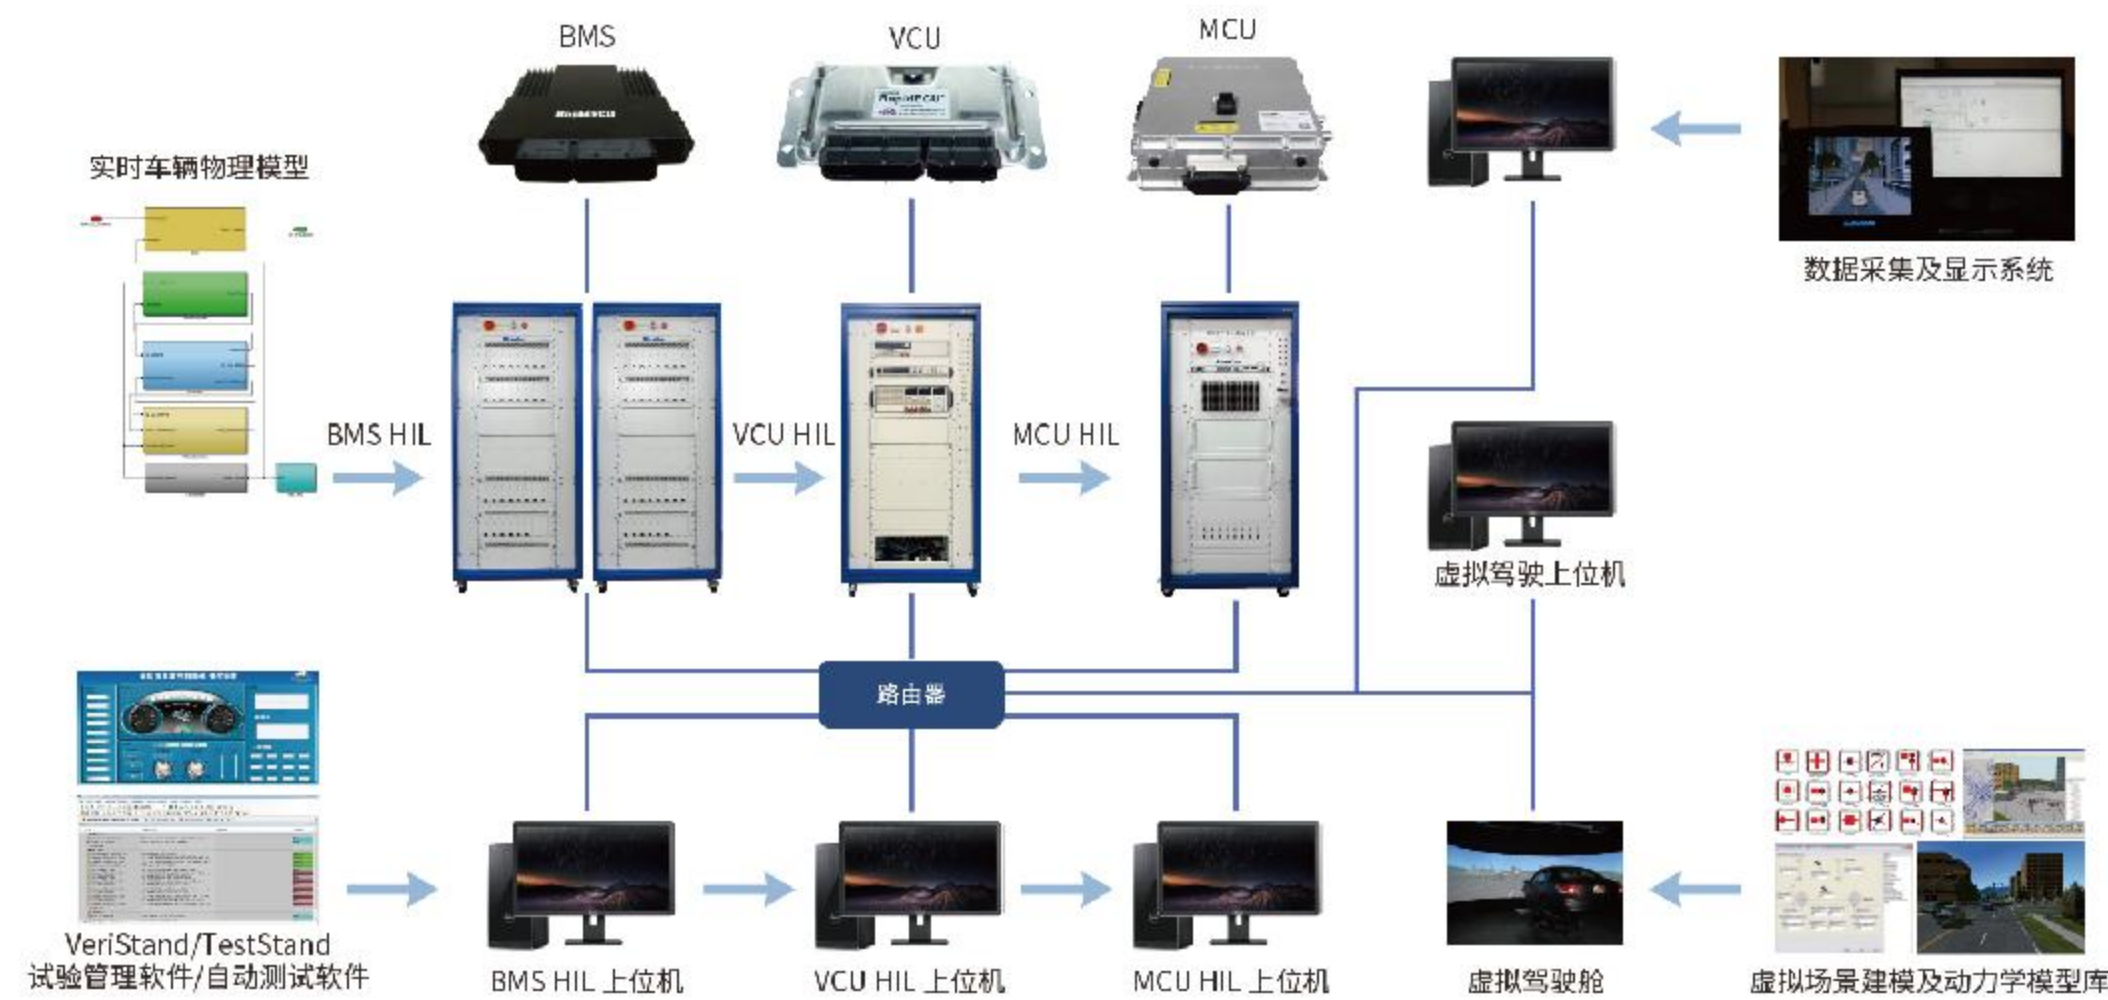 BMS
VCU
MCU
实时车辆物理模型
数据采集及显示系统
BMS HIL
VCU HIL
MCU HIL
虚拟驾驶上位机
路由器
VeriStand/TestStand
试验管理软件/自动测试软件
BMS HIL 上位机
VCU HIL 上位机
MCU HIL 上位机
虚拟驾驶舱
虚拟场景建模及动力学模型库